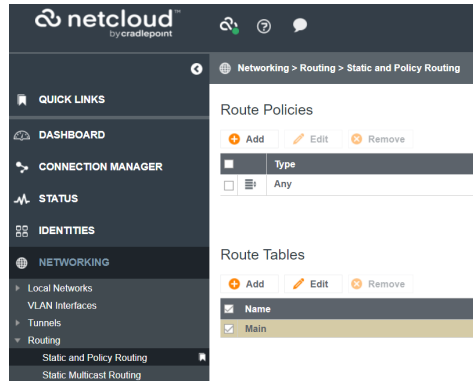 netcloud™
by cradlepoint
Networking > Routing > Static and Policy Routing
QUICK LINKS
DASHBOARD
CONNECTION MANAGER
STATUS
IDENTITIES
NETWORKING
Local Networks
VLAN Interfaces
Tunnels
Routing
Static and Policy Routing
Static Multicast Routing
Route Policies
Add Edit Remove
Type
Any
Route Tables
Add Edit Remove
Name
Main